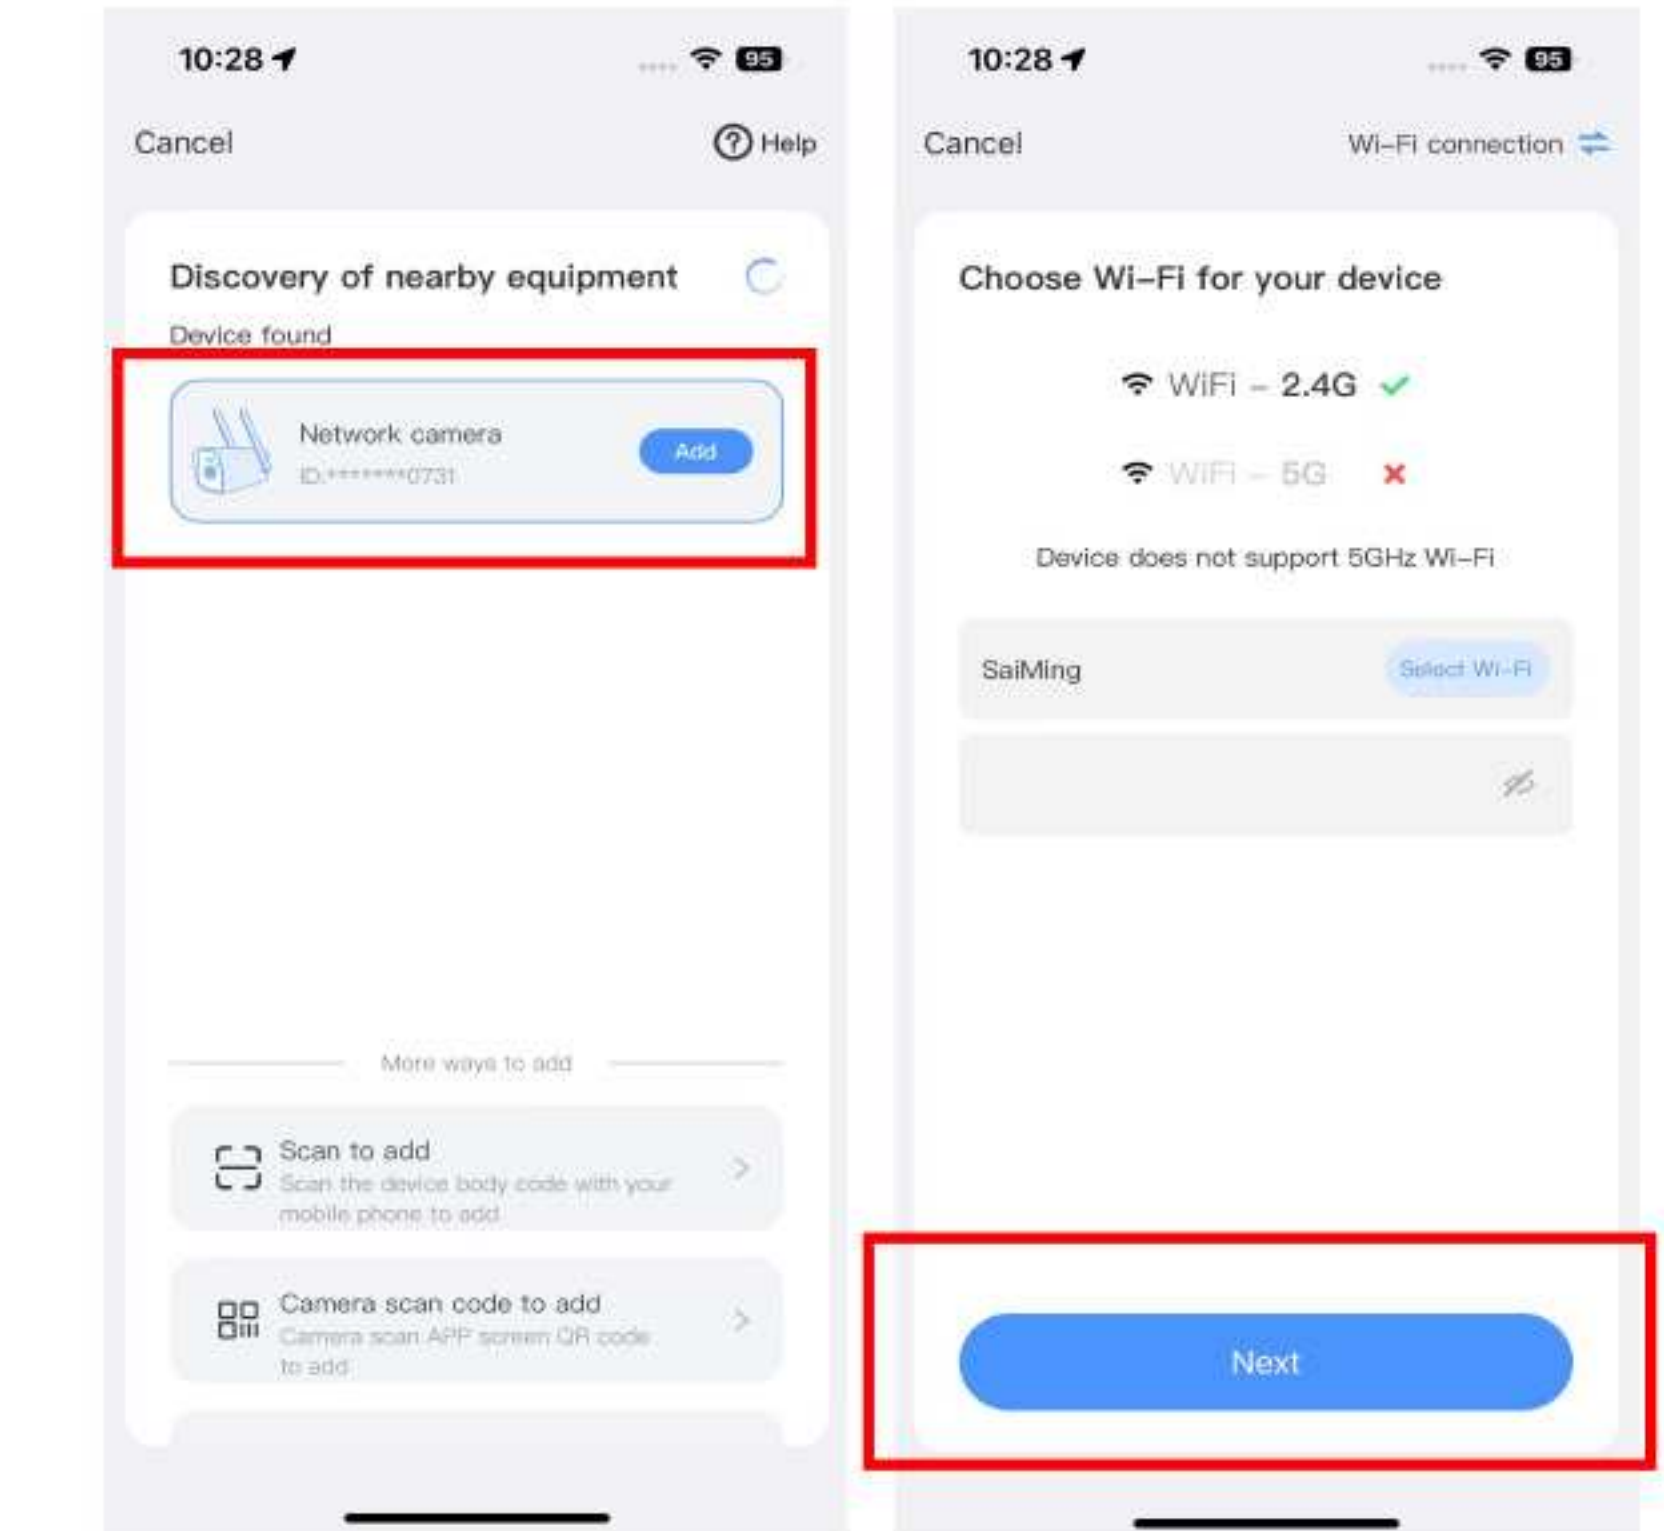 10:28
95
Cancel
Help
Discovery of nearby equipment
Device found
Network camera
ID:*******0731
Add
More ways to add
Scan to add
Scan the device body code with your
mobile phone to add
Camera scan code to add
Camera scan APP screen QR code
to add
10:28
95
Cancel
Wi-Fi connection
Choose Wi-Fi for your device
WiFi - 2.4G
WiFi - 5G
Device does not support 5GHz Wi-Fi
SaiMing
Select Wi-Fi
Next